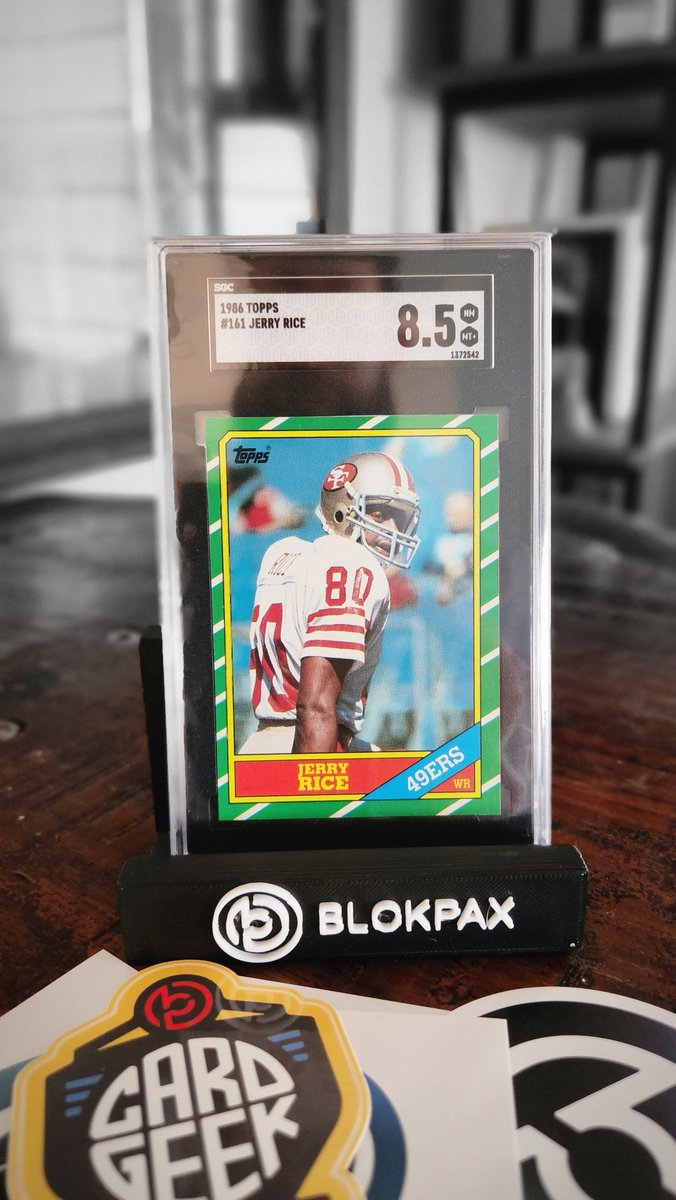 SGC
1986 TOPPS
#161 JERRY RICE
8.5
NM
MT+
1372542
topps®
RICE
80
JERRY
RICE
49ERS
WR
BLOKPAX
CARD
GEEK